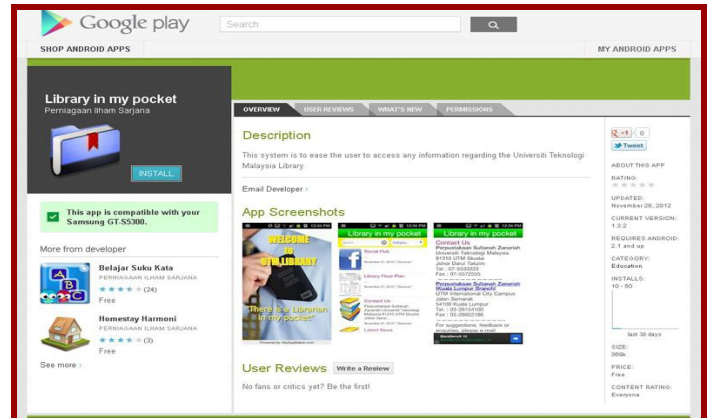 Google play
Search
SHOP ANDROID APPS
MY ANDROID APPS
Library in my pocket
Perniagaan Ilham Sarjana
INSTALL
This app is compatible with your
Samsung GT-S5300.
More from developer
Belajar Suku Kata
PERNIAGAAN ILHAM SARJANA
(24)
Free
Homestay Harmoni
PERNIAGAAN ILHAM SARJANA
(3)
Free
See more ›
OVERVIEW
USER REVIEWS
WHAT'S NEW
PERMISSIONS
Description
This system is to ease the user to access any information regarding the Universiti Teknologi
Malaysia Library.
Email Developer ›
App Screenshots
WELCOME
TO
UTM LIBRARY
There is a Librarian
in my pocket"
Library in my pocket
Search
Category
Social Hub
Library Floor Plan
Contact Us
Latest News
Library in my pocket
Contact Us
Perpustakaan Sultanah Zanariah
Universiti Teknologi Malaysia
81310 UTM Skudai
Johor Darul Takzim
Perpustakaan Sultanah Zanariah
(Kuala Lumpur Branch)
UTM International City Campus
Jalan Semarak
54100 Kuala Lumpur
For suggestions, feedback or
enquiries, please e-mail
User Reviews
Write a Review
No fans or critics yet? Be the first!
+1
0
Tweet
ABOUT THIS APP
RATING:
UPDATED:
November 29, 2012
CURRENT VERSION:
1.3.2
REQUIRES ANDROID:
2.1 and up
CATEGORY:
Education
INSTALLS:
10 - 50
last 30 days
SIZE:
PRICE:
Free
CONTENT RATING:
Everyone